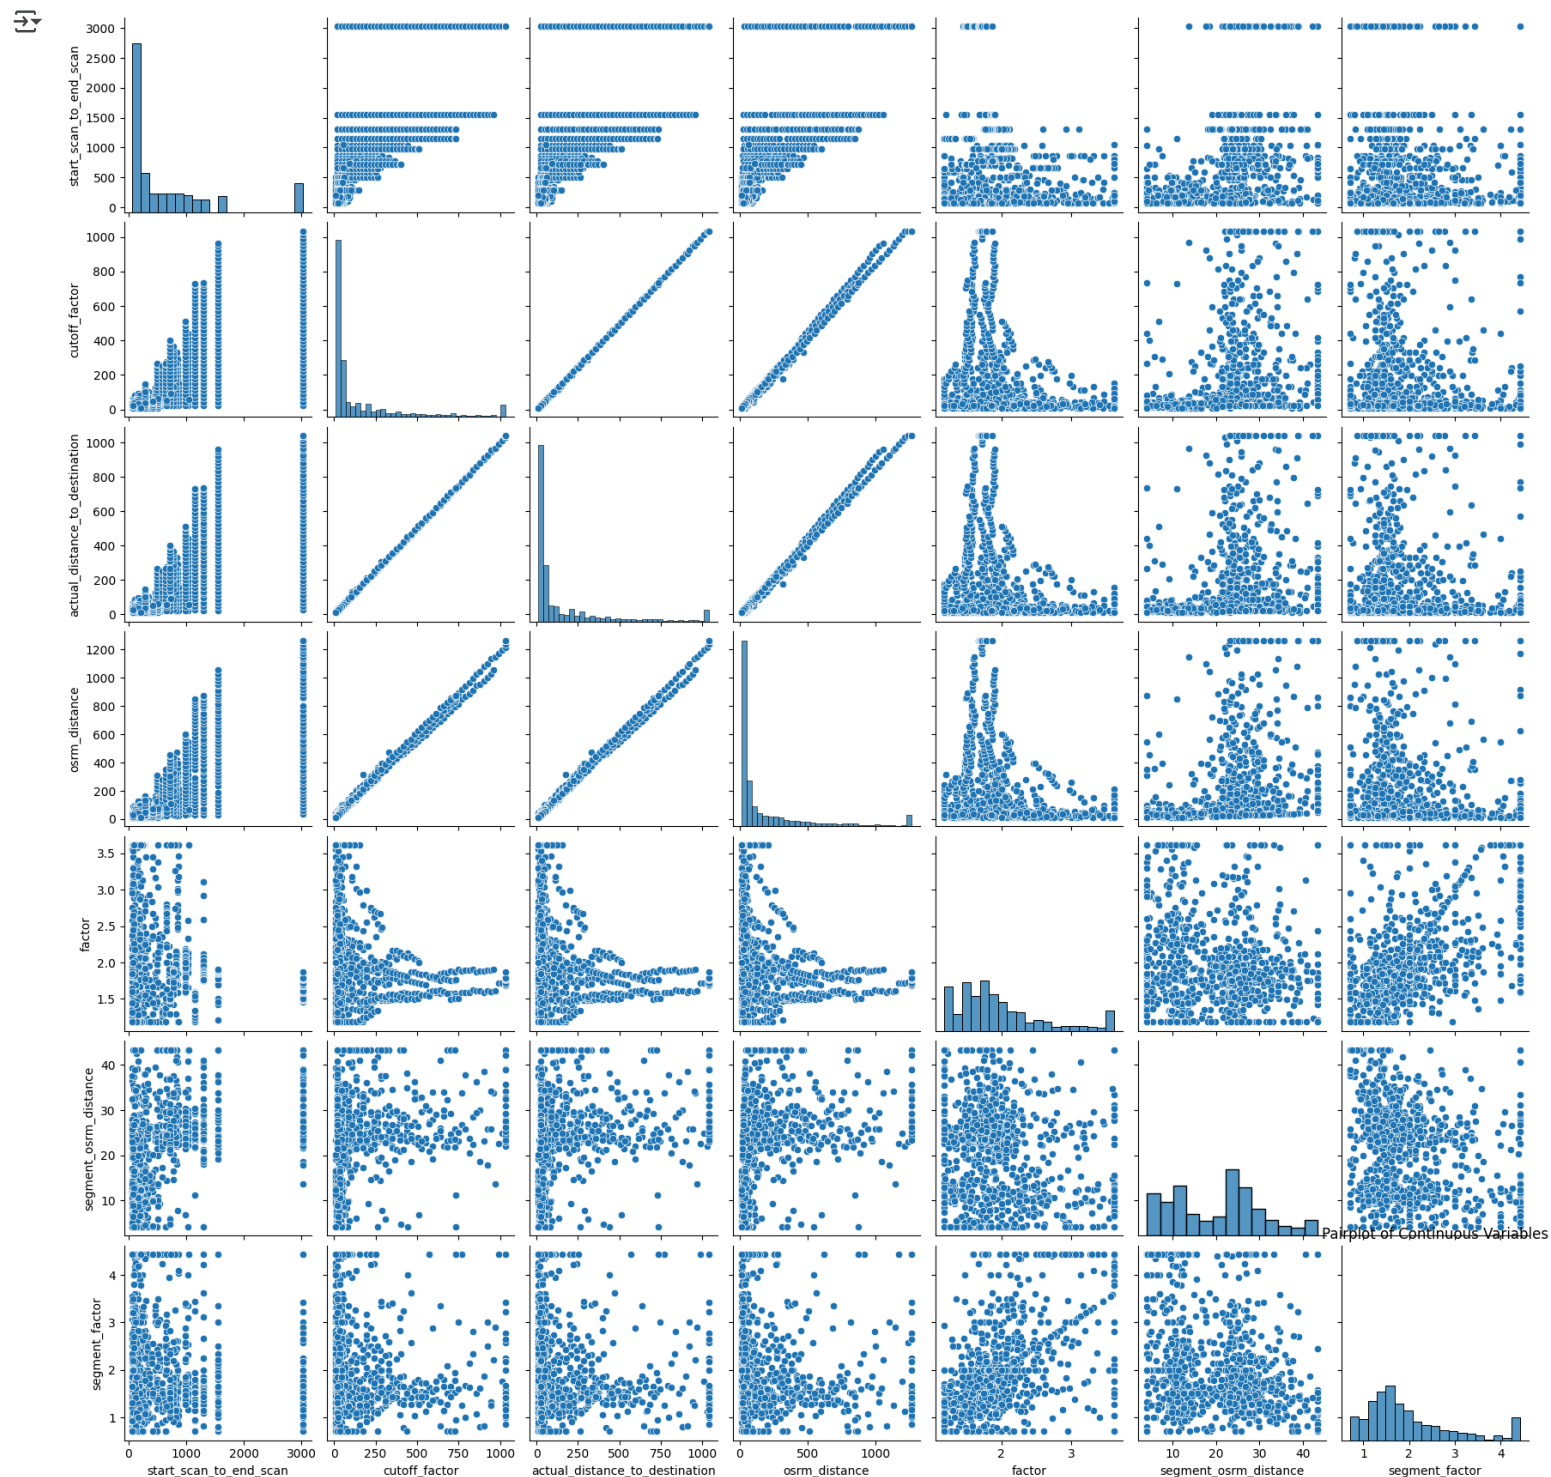 3000
2500
2000
1500
1000
500
0
start_scan_to_end_scan
1000
800
600
400
200
0
cutoff_factor
1000
800
600
400
200
0
actual_distance_to_destination
1200
1000
800
600
400
200
0
osrm_distance
3.5
3.0
2.5
2.0
1.5
factor
40
30
20
10
segment_osrm_distance
Pairplot of Continuous Variables
4
3
2
1
segment_factor
0 1000 2000 3000
0 250 500 750 1000
0 250 500 750 1000
0 500 1000
2 3
10 20 30 40
1 2 3 4
start_scan_to_end_scan
cutoff_factor
actual_distance_to_destination
osrm_distance
factor
segment_osrm_distance
segment_factor